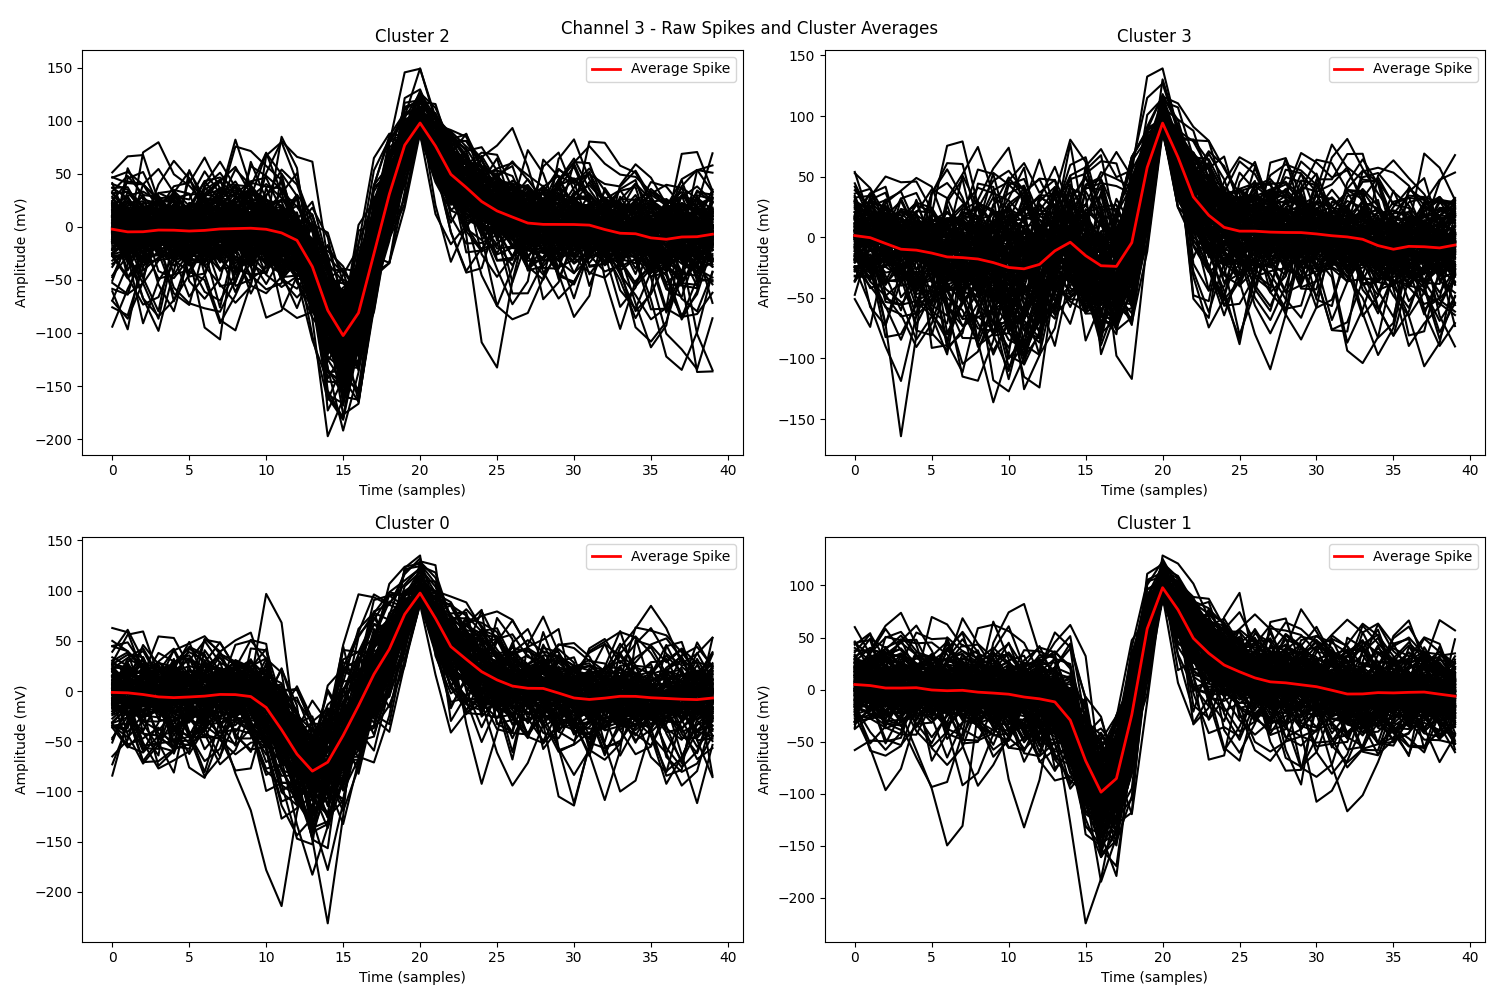 Channel 3 - Raw Spikes and Cluster Averages
Cluster 2
Average Spike
150
100
50
0
−50
−100
−150
−200
Amplitude (mV)
0 5 10 15 20 25 30 35 40
Time (samples)
Cluster 3
Average Spike
150
100
50
0
−50
−100
−150
Amplitude (mV)
0 5 10 15 20 25 30 35 40
Time (samples)
Cluster 0
Average Spike
150
100
50
0
−50
−100
−150
−200
Amplitude (mV)
0 5 10 15 20 25 30 35 40
Time (samples)
Cluster 1
Average Spike
100
50
0
−50
−100
−150
−200
Amplitude (mV)
0 5 10 15 20 25 30 35 40
Time (samples)